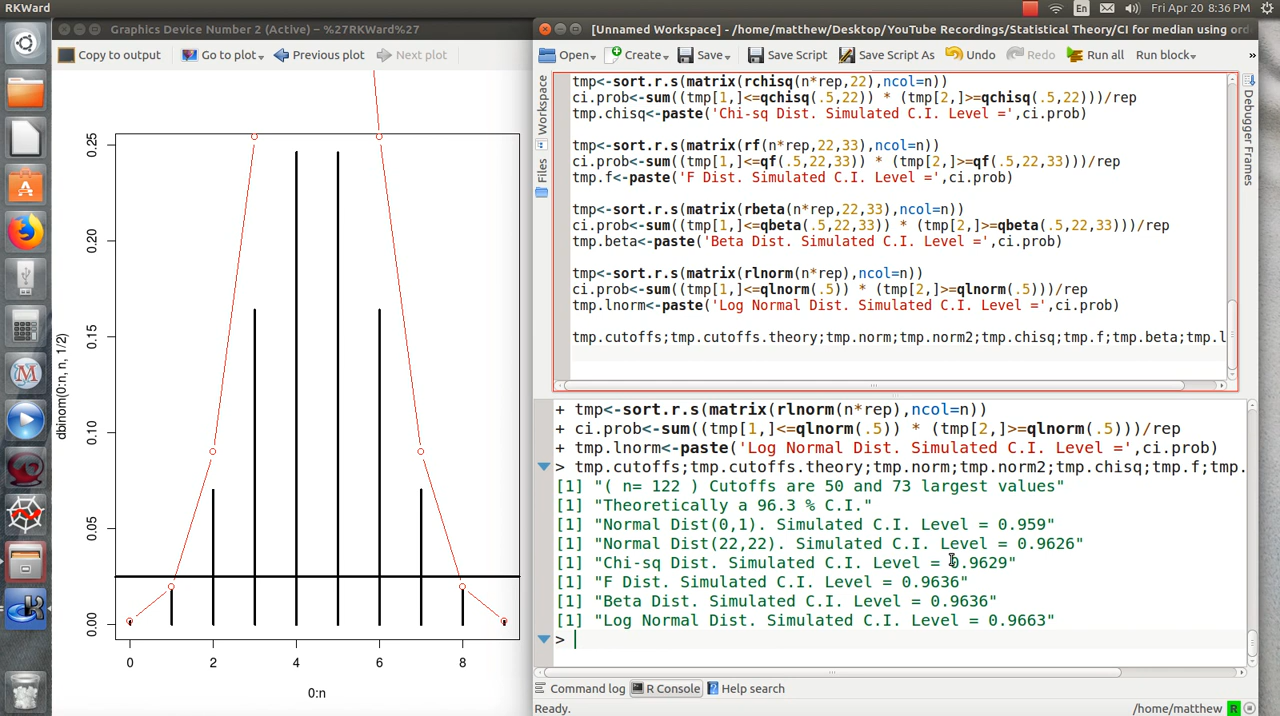 RKWard
En
Fri Apr 20 8:36 PM
Graphics Device Number 2 (Active) – %27RKWard%27
Copy to output
Go to plot
Previous plot
Next plot
0.25
0.20
0.15
0.10
0.05
0.00
dbinom(0:n, n, 1/2)
0 2 4 6 8
0:n
[Unnamed Workspace] - /home/matthew/Desktop/YouTube Recordings/Statistical Theory/CI for median using ord
Open
Create
Save
Save Script
Save Script As
Undo
Redo
Run all
Run block
»
Workspace
Files
Debugger Frames
tmp<-sort.r.s(matrix(rchisq(n*rep,22),ncol=n))
ci.prob<-sum((tmp[1,]<=qchisq(.5,22)) * (tmp[2,]>=qchisq(.5,22)))/rep
tmp.chisq<-paste('Chi-sq Dist. Simulated C.I. Level =',ci.prob)
tmp<-sort.r.s(matrix(rf(n*rep,22,33),ncol=n))
ci.prob<-sum((tmp[1,]<=qf(.5,22,33)) * (tmp[2,]>=qf(.5,22,33)))/rep
tmp.f<-paste('F Dist. Simulated C.I. Level =',ci.prob)
tmp<-sort.r.s(matrix(rbeta(n*rep,22,33),ncol=n))
ci.prob<-sum((tmp[1,]<=qbeta(.5,22,33)) * (tmp[2,]>=qbeta(.5,22,33)))/rep
tmp.beta<-paste('Beta Dist. Simulated C.I. Level =',ci.prob)
tmp<-sort.r.s(matrix(rlnorm(n*rep),ncol=n))
ci.prob<-sum((tmp[1,]<=qlnorm(.5)) * (tmp[2,]>=qlnorm(.5)))/rep
tmp.lnorm<-paste('Log Normal Dist. Simulated C.I. Level =',ci.prob)
tmp.cutoffs;tmp.cutoffs.theory;tmp.norm;tmp.norm2;tmp.chisq;tmp.f;tmp.beta;tmp.l
+ tmp<-sort.r.s(matrix(rlnorm(n*rep),ncol=n))
+ ci.prob<-sum((tmp[1,]<=qlnorm(.5)) * (tmp[2,]>=qlnorm(.5)))/rep
+ tmp.lnorm<-paste('Log Normal Dist. Simulated C.I. Level =',ci.prob)
> tmp.cutoffs;tmp.cutoffs.theory;tmp.norm;tmp.norm2;tmp.chisq;tmp.f;tmp.
[1] "( n= 122 ) Cutoffs are 50 and 73 largest values"
[1] "Theoretically a 96.3 % C.I."
[1] "Normal Dist(0,1). Simulated C.I. Level = 0.959"
[1] "Normal Dist(22,22). Simulated C.I. Level = 0.9626"
[1] "Chi-sq Dist. Simulated C.I. Level = 0.9629"
[1] "F Dist. Simulated C.I. Level = 0.9636"
[1] "Beta Dist. Simulated C.I. Level = 0.9636"
[1] "Log Normal Dist. Simulated C.I. Level = 0.9663"
>
Command log
R Console
Help search
Ready.
/home/matthew
R